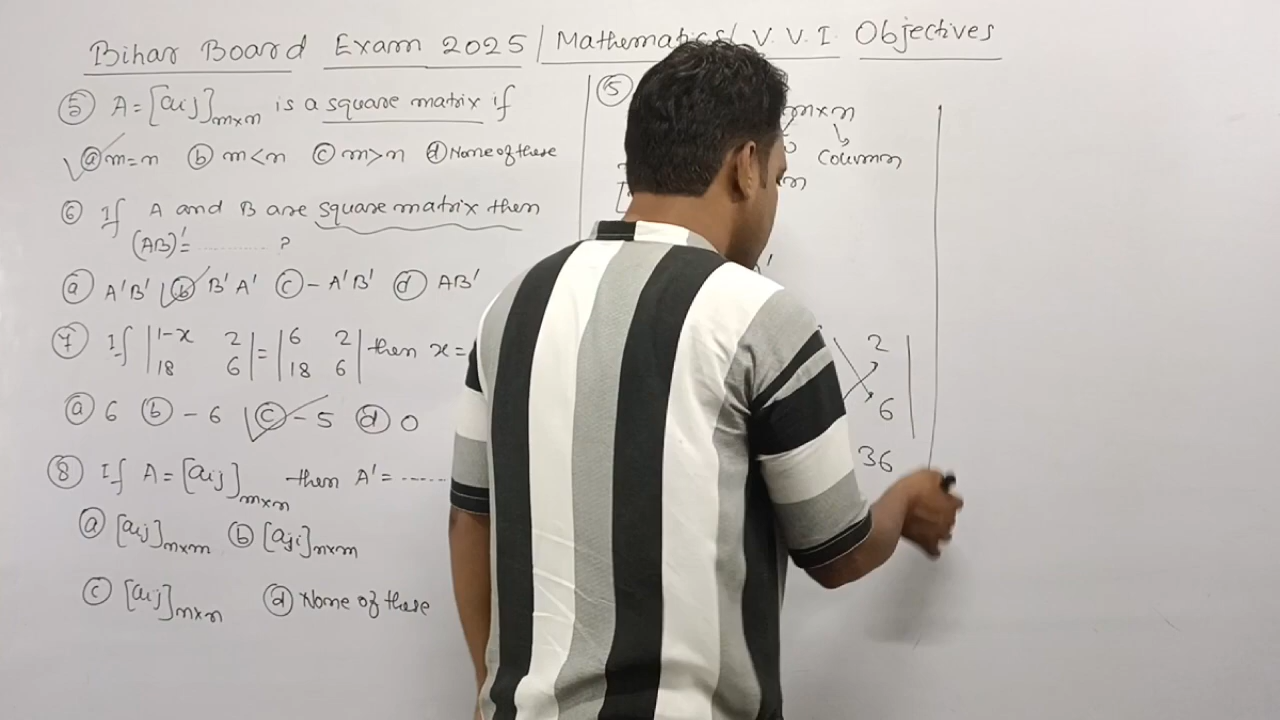 Bihar Board Exam 2025 / Mathematics / V.V.I. Objectives
⑤ A = [aij]m×n is a square matrix if
ⓐ m=n ⓑ m<n ⓒ m>n ⓓ None of these
⑥ If A and B are square matrix then
(AB)' = ........... ?
ⓐ A'B' ⓑ B'A' ⓒ -A'B' ⓓ AB'
⑦ If |1-x 2| = |6 2| then x =
|18 6| |18 6|
ⓐ 6 ⓑ -6 ⓒ -5 ⓓ 0
⑧ If A = [aij]m×n then A' = ......
ⓐ [aij]n×m ⓑ [aji]n×m
ⓒ [aij]m×n ⓓ None of these
⑤
m×n
column
A'
2
6
36